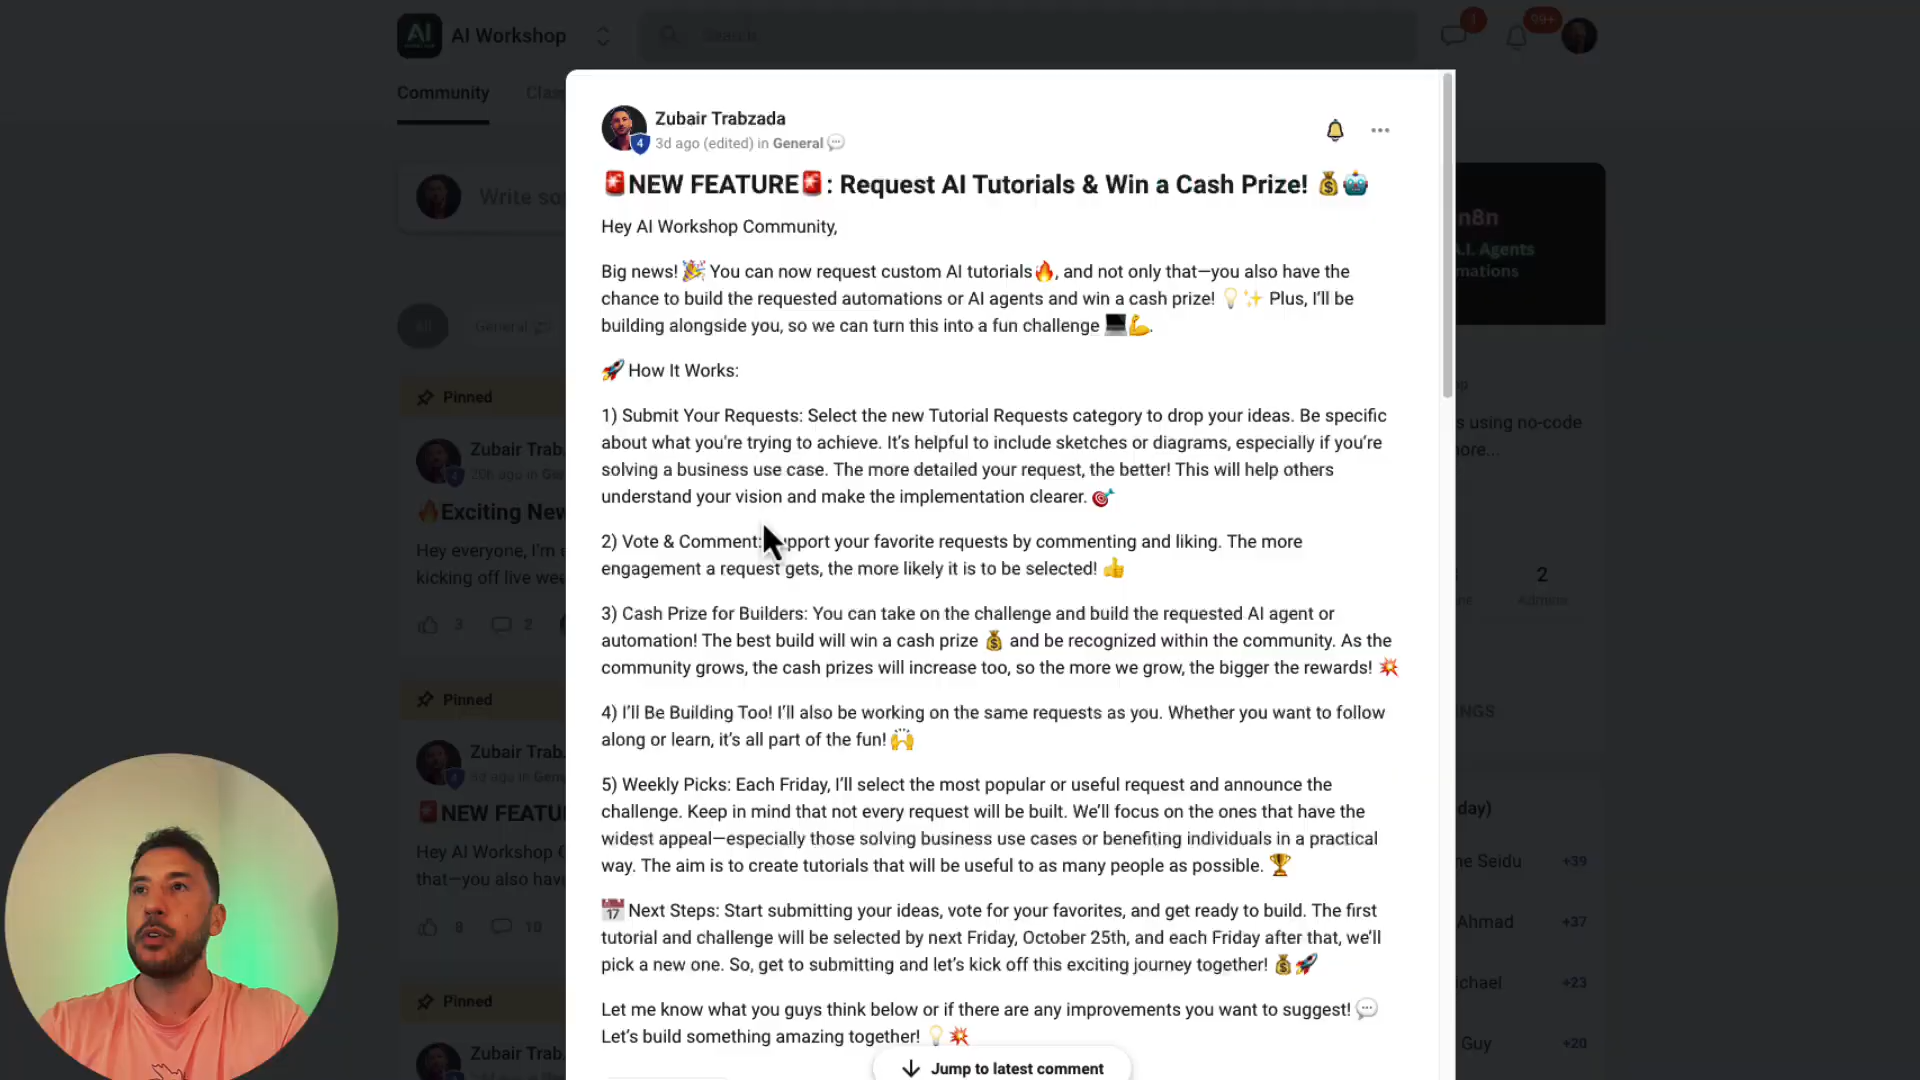 AI
AI Workshop
Search
1
99+
Community
Clas
Write so
All
General
Pinned
Zubair Trab
20h ago in Gen
🔥Exciting New
Hey everyone, I'm e
kicking off live wee
3
2
Pinned
Zubair Trab
3d ago in Gene
🚨NEW FEATU
Hey AI Workshop C
that—you also have
8
10
Pinned
Zubair Trab
Zubair Trabzada
4
3d ago (edited) in General 💬
🚨NEW FEATURE🚨: Request AI Tutorials & Win a Cash Prize! 💰🤖
Hey AI Workshop Community,
Big news! 🎉 You can now request custom AI tutorials🔥, and not only that—you also have the
chance to build the requested automations or AI agents and win a cash prize! 💡✨ Plus, I'll be
building alongside you, so we can turn this into a fun challenge 💻💪.
🚀 How It Works:
1) Submit Your Requests: Select the new Tutorial Requests category to drop your ideas. Be specific
about what you're trying to achieve. It's helpful to include sketches or diagrams, especially if you're
solving a business use case. The more detailed your request, the better! This will help others
understand your vision and make the implementation clearer. 🎯
2) Vote & Comment: Support your favorite requests by commenting and liking. The more
engagement a request gets, the more likely it is to be selected! 👍
3) Cash Prize for Builders: You can take on the challenge and build the requested AI agent or
automation! The best build will win a cash prize 💰 and be recognized within the community. As the
community grows, the cash prizes will increase too, so the more we grow, the bigger the rewards! 💥
4) I'll Be Building Too! I'll also be working on the same requests as you. Whether you want to follow
along or learn, it's all part of the fun! 🙌
5) Weekly Picks: Each Friday, I'll select the most popular or useful request and announce the
challenge. Keep in mind that not every request will be built. We'll focus on the ones that have the
widest appeal—especially those solving business use cases or benefiting individuals in a practical
way. The aim is to create tutorials that will be useful to as many people as possible. 🏆
📅 Next Steps: Start submitting your ideas, vote for your favorites, and get ready to build. The first
tutorial and challenge will be selected by next Friday, October 25th, and each Friday after that, we'll
pick a new one. So, get to submitting and let's kick off this exciting journey together! 💰🚀
Let me know what you guys think below or if there are any improvements you want to suggest! 💬
Let's build something amazing together! 💡💥
Jump to latest comment
n8n
A.I. Agents
mations
s using no-code
ore...
2
Admins
NGS
day)
ne Seidu +39
Ahmad +37
ichael +23
Guy +20